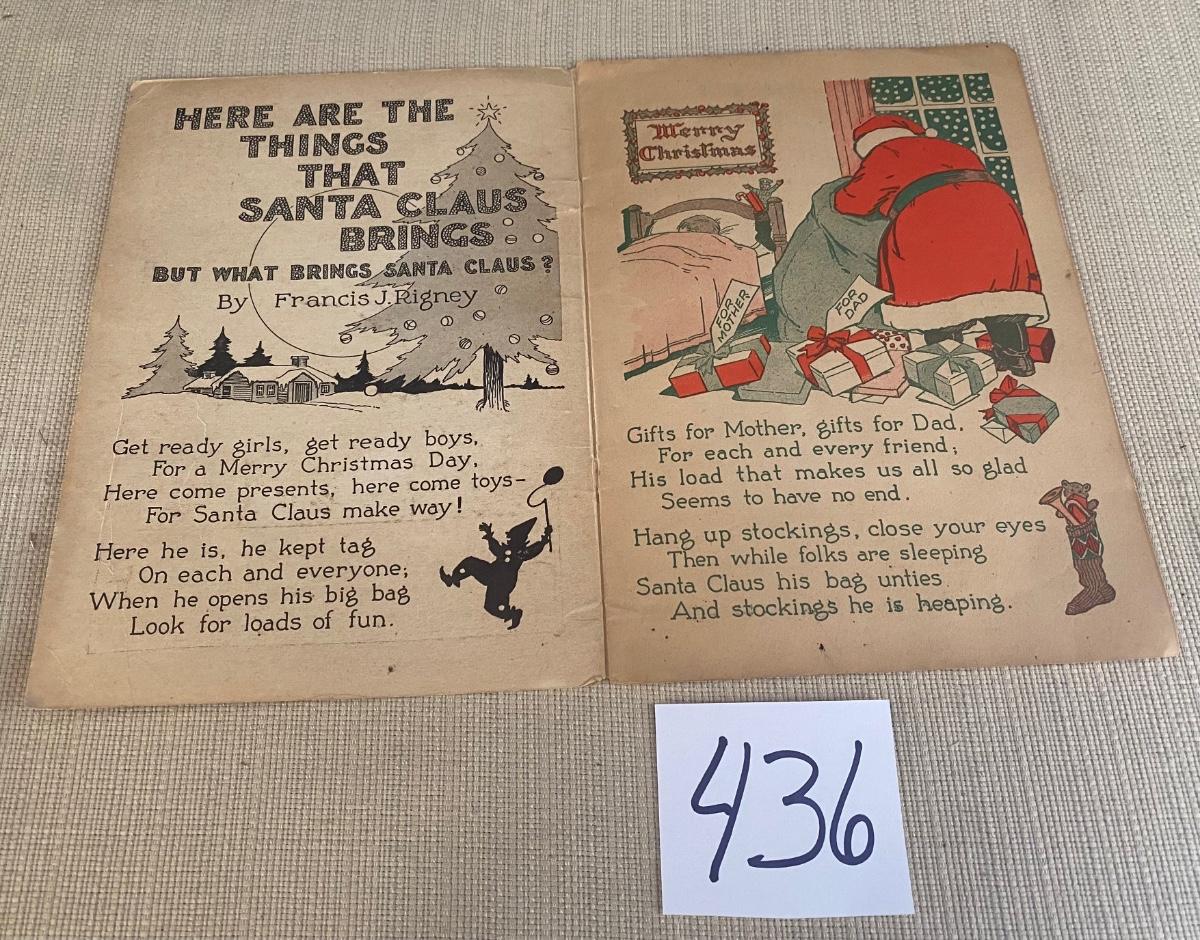 HERE ARE THE
THINGS
THAT
SANTA CLAUS
BRINGS
BUT WHAT BRINGS SANTA CLAUS?
By Francis J. Rigney
Get ready girls, get ready boys,
For a Merry Christmas Day,
Here come presents, here come toys-
For Santa Claus make way!
Here he is, he kept tag
On each and everyone;
When he opens his big bag
Look for loads of fun.
Merry
Christmas
FOR
MOTHER
FOR
DAD
Gifts for Mother, gifts for Dad,
For each and every friend;
His load that makes us all so glad
Seems to have no end.
Hang up stockings, close your eyes
Then while folks are sleeping
Santa Claus his bag unties
And stockings he is heaping.
436